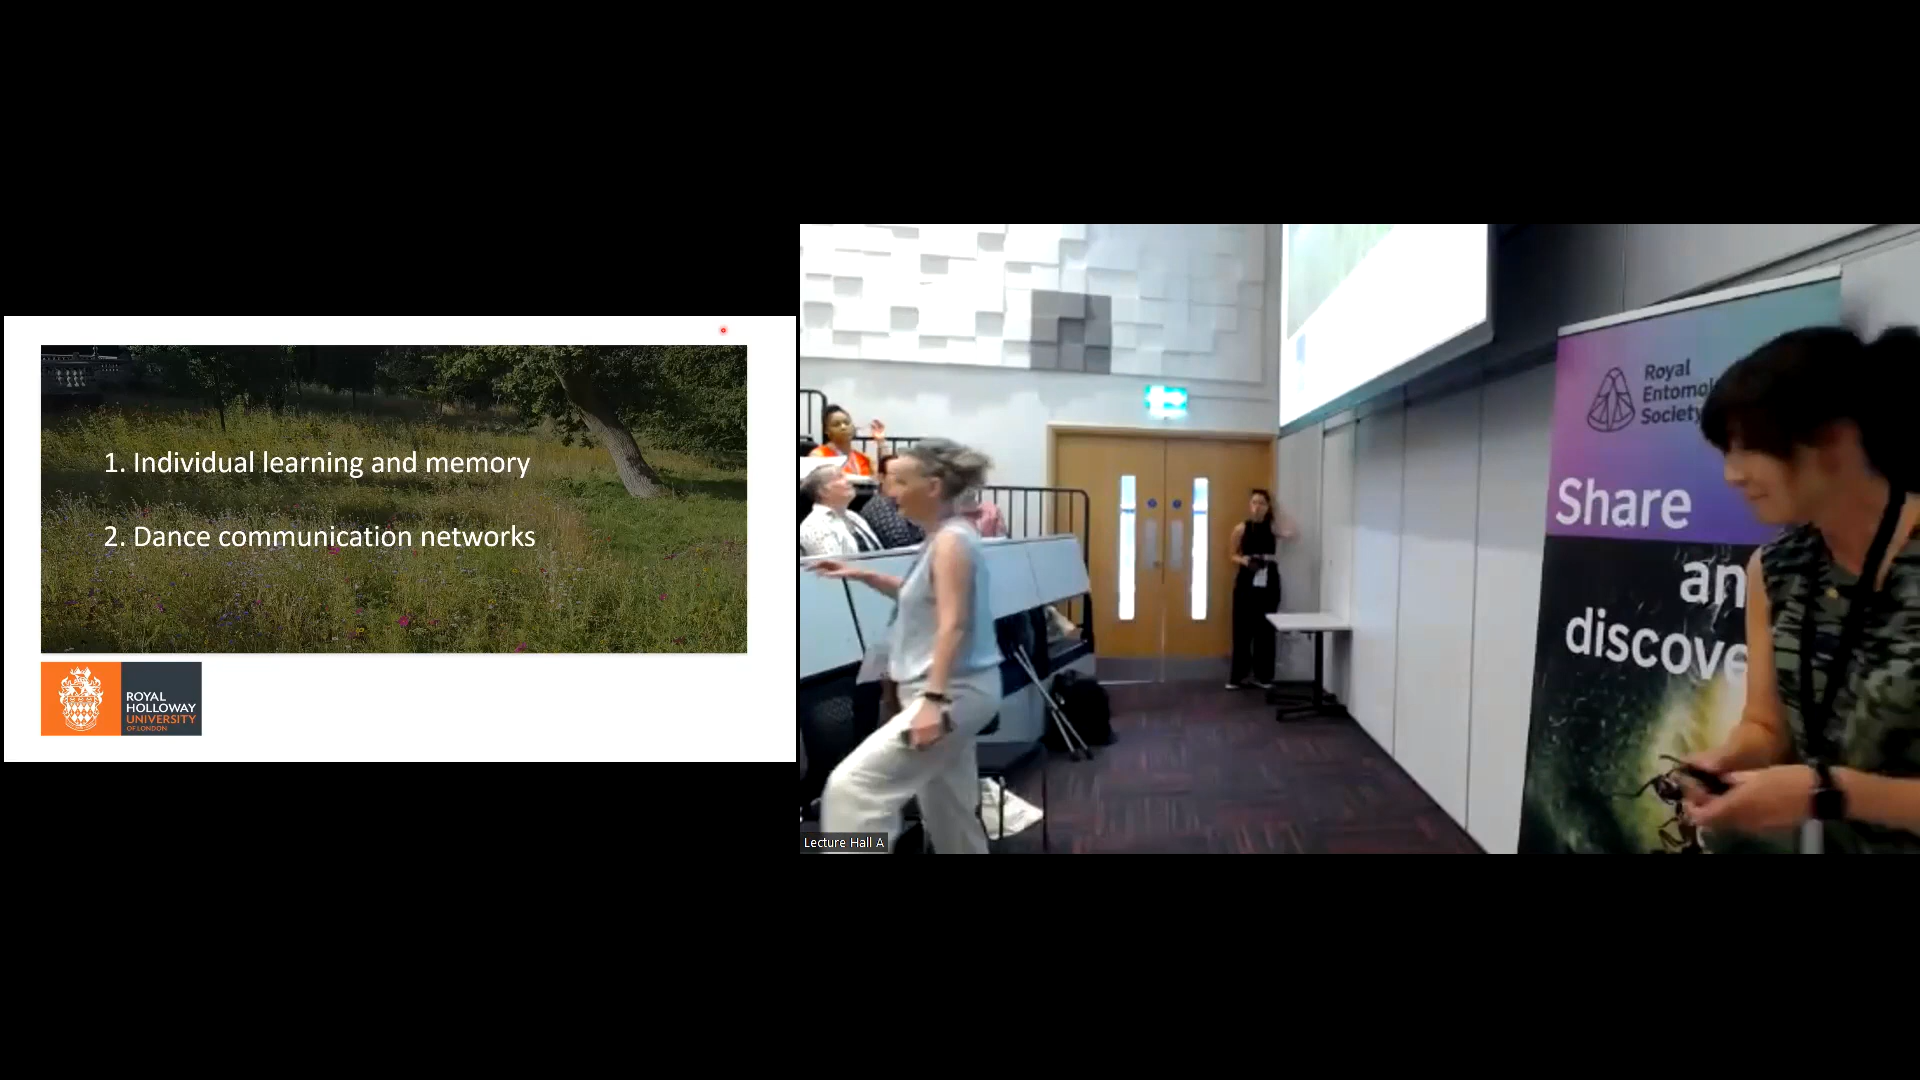 1. Individual learning and memory
2. Dance communication networks
ROYAL
HOLLOWAY
UNIVERSITY
OF LONDON
Royal
Entomol
Society
Share
an
discove
Lecture Hall A